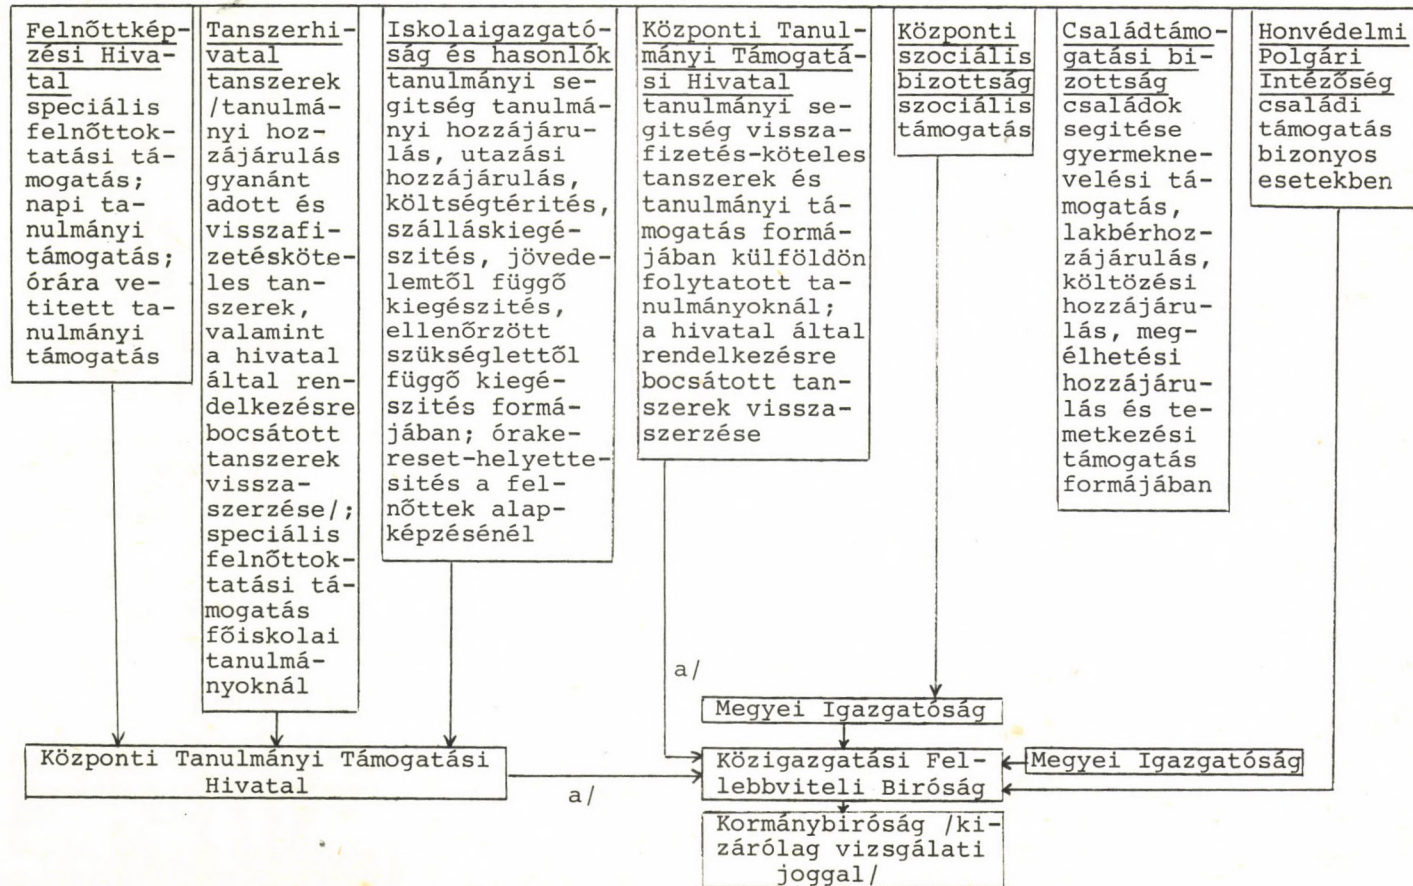 Felnőttkép-
zési Hiva-
tal
speciális
felnőttok-
tatási tá-
mogatás;
napi ta-
nulmányi
támogatás;
órára ve-
titett ta-
nulmányi
támogatás
Tanszerhi-
vatal
tanszerek
/tanulmá-
nyi hoz-
zájárulás
gyanánt
adott és
visszafi-
zetésköte-
les tan-
szerek,
valamint
a hivatal
által ren-
delkezésre
bocsátott
tanszerek
vissza-
szerzése/;
speciális
felnőttok-
tatási tá-
mogatás
főiskolai
tanulmá-
nyoknál
Iskolaigazgató-
ság és hasonlók
tanulmányi se-
gitség tanulmá-
nyi hozzájáru-
lás, utazási
hozzájárulás,
költségtérités,
szálláskiegé-
szités, jövede-
lemtől függő
kiegészités,
ellenőrzött
szükséglettől
függő kiegé-
szités formá-
jában; órake-
reset-helyette-
sités a fel-
nőttek alap-
képzésénél
Központi Tanul-
mányi Támogatá-
si Hivatal
tanulmányi se-
gitség vissza-
fizetés-köteles
tanszerek és
tanulmányi tá-
mogatás formá-
jában külföldön
folytatott ta-
nulmányoknál;
a hivatal által
rendelkezésre
bocsátott tan-
szerek vissza-
szerzése
Központi
szociális
bizottság
szociális
támogatás
Családtámo-
gatási bi-
zottság
családok
segitése
gyermekne-
velési tá-
mogatás,
lakbérhoz-
zájárulás,
költözési
hozzájáru-
lás, meg-
élhetési
hozzájáru-
lás és te-
metkezési
támogatás
formájában
Honvédelmi
Polgári
Intézőség
családi
támogatás
bizonyos
esetekben
a/
Megyei Igazgatóság
Központi Tanulmányi Támogatási
Hivatal
a/
Közigazgatási Fel-
lebbviteli Biróság
Megyei Igazgatóság
Kormánybiróság /ki-
zárólag vizsgálati
joggal/